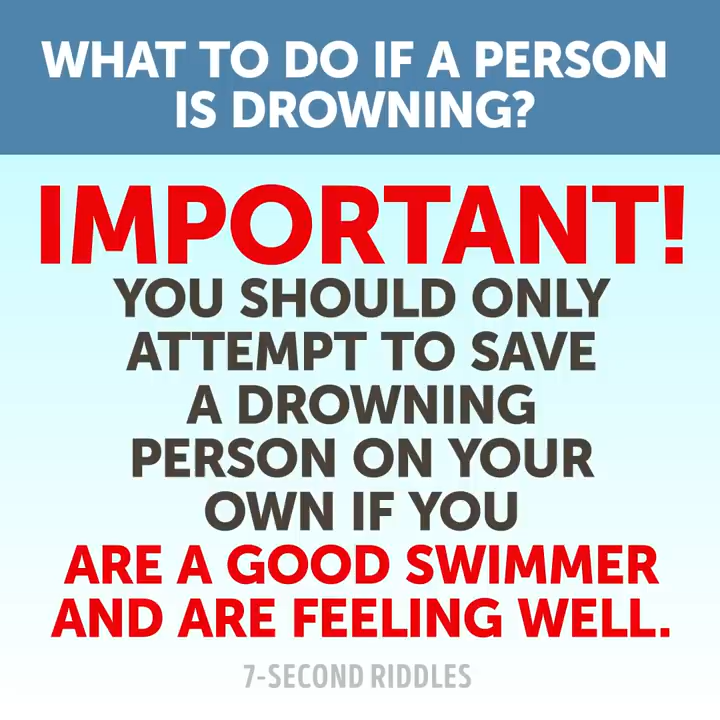 WHAT TO DO IF A PERSON
IS DROWNING?
IMPORTANT!
YOU SHOULD ONLY
ATTEMPT TO SAVE
A DROWNING
PERSON ON YOUR
OWN IF YOU
ARE A GOOD SWIMMER
AND ARE FEELING WELL.
7-SECOND RIDDLES